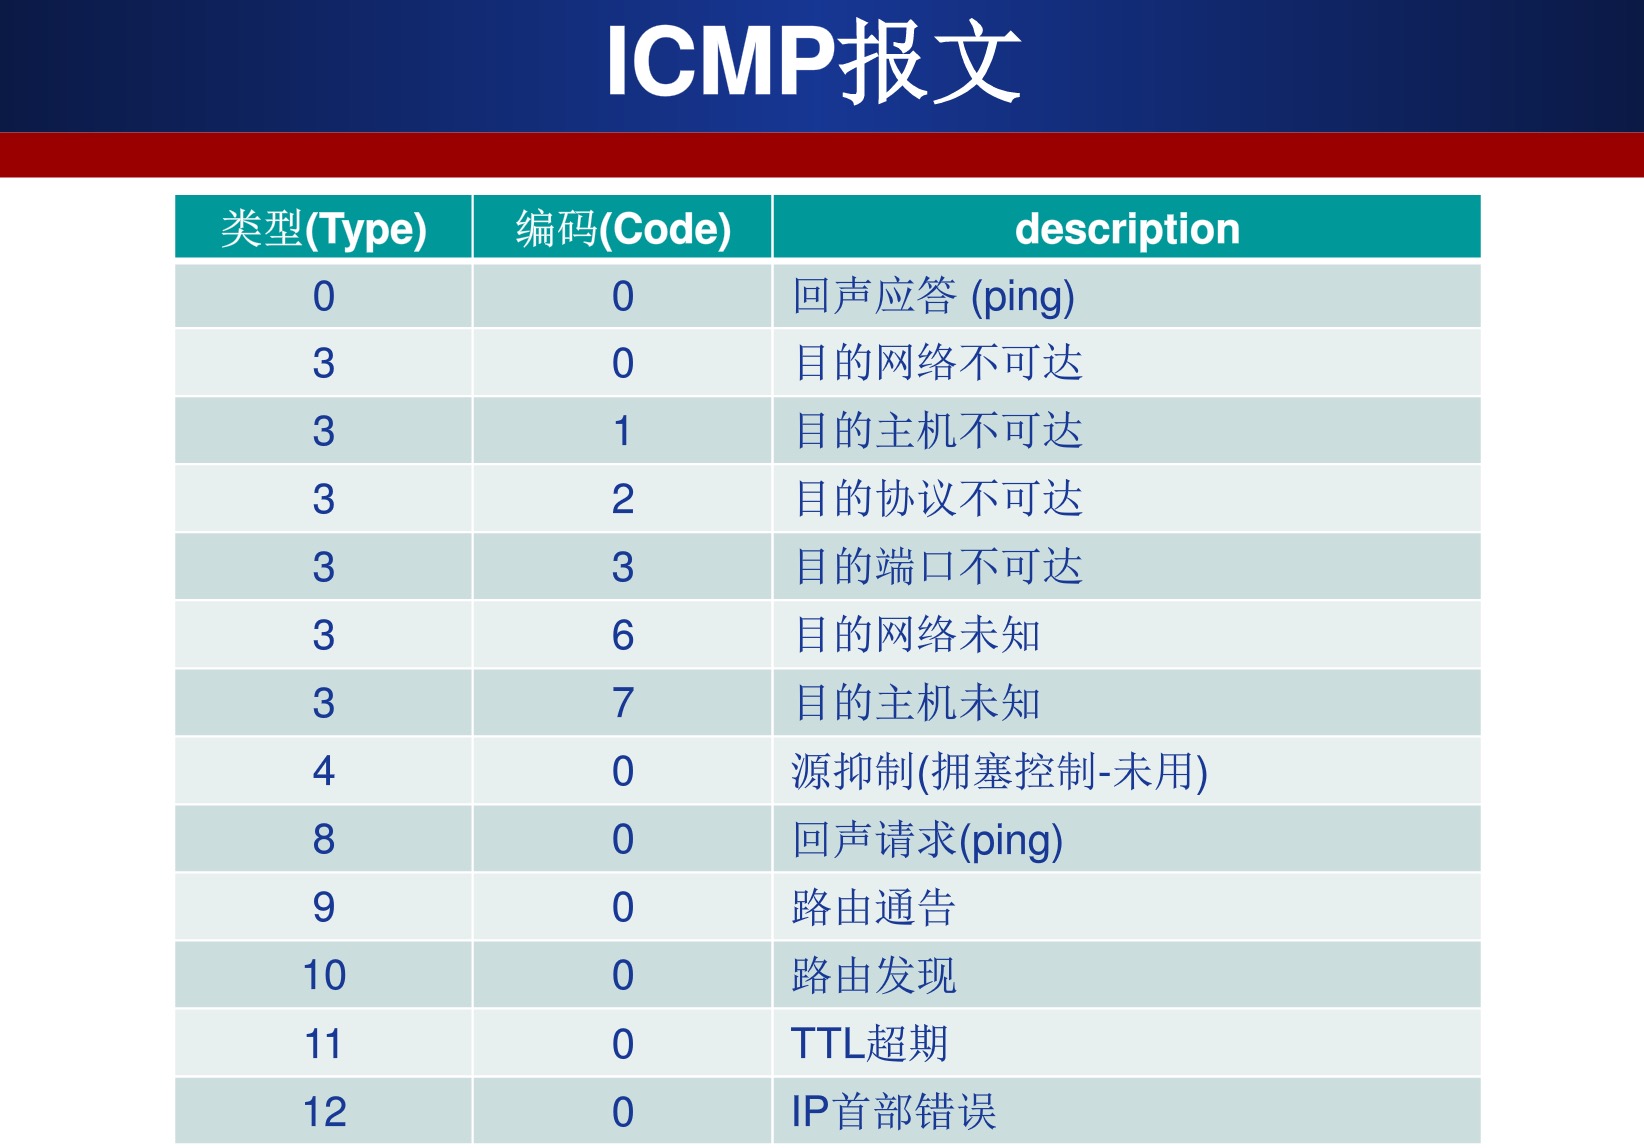 ICMP报文
类型(Type) 编码(Code) description
0 0 回声应答 (ping)
3 0 目的网络不可达
3 1 目的主机不可达
3 2 目的协议不可达
3 3 目的端口不可达
3 6 目的网络未知
3 7 目的主机未知
4 0 源抑制(拥塞控制-未用)
8 0 回声请求(ping)
9 0 路由通告
10 0 路由发现
11 0 TTL超期
12 0 IP首部错误